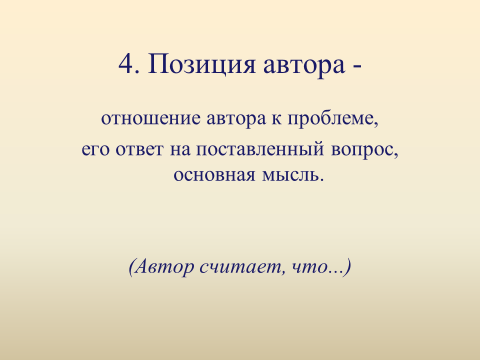 4. Позиция автора -
отношение автора к проблеме,
его ответ на поставленный вопрос,
основная мысль.
(Автор считает, что...)